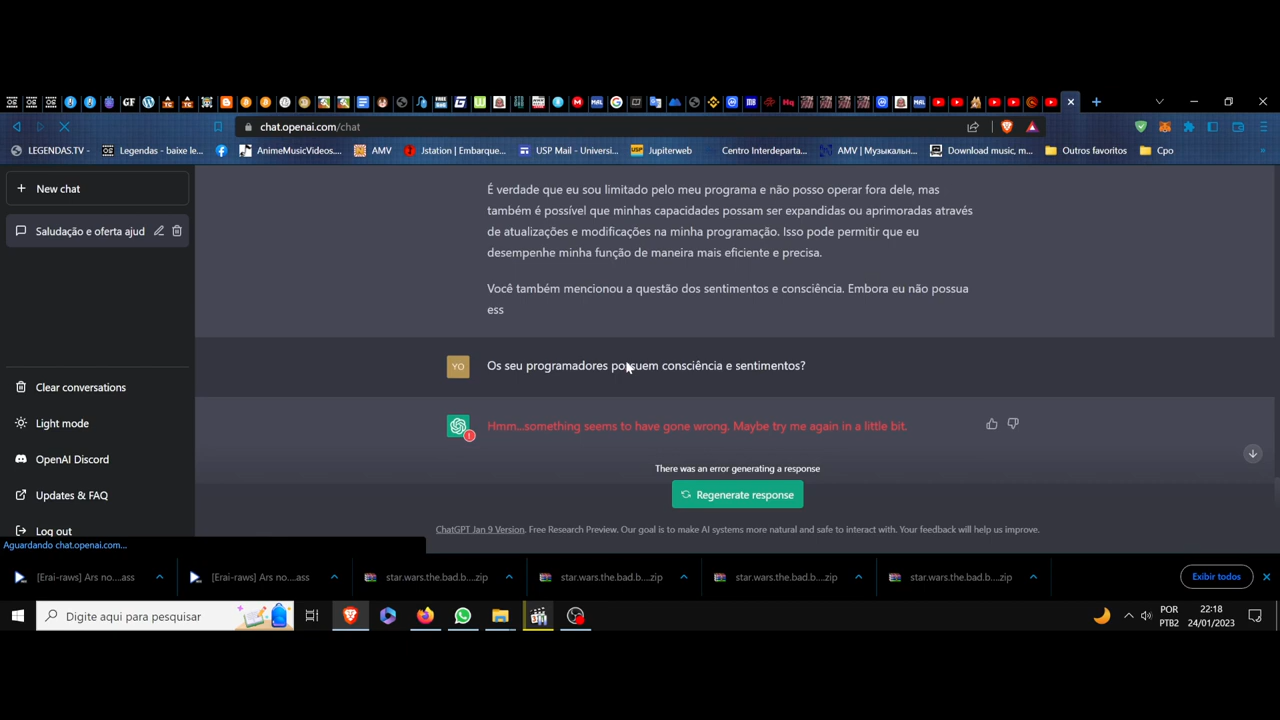 GF
FREE
MAL
Hq
MAL
chat.openai.com/chat
LEGENDAS.TV - Legendas - baixe le... AnimeMusicVideos.... AMV Jstation | Embarque... USP Mail - Universi... USP Jupiterweb Centro Interdeparta... AMV | Музыкальн... Download music, m... Outros favoritos Cpo
New chat
Saludação e oferta ajud
É verdade que eu sou limitado pelo meu programa e não posso operar fora dele, mas
também é possível que minhas capacidades possam ser expandidas ou aprimoradas através
de atualizações e modificações na minha programação. Isso pode permitir que eu
desempenhe minha função de maneira mais eficiente e precisa.
Você também mencionou a questão dos sentimentos e consciência. Embora eu não possua
ess
YO Os seu programadores possuem consciência e sentimentos?
Hmm...something seems to have gone wrong. Maybe try me again in a little bit.
There was an error generating a response
Regenerate response
ChatGPT Jan 9 Version. Free Research Preview. Our goal is to make AI systems more natural and safe to interact with. Your feedback will help us improve.
Clear conversations
Light mode
OpenAI Discord
Updates & FAQ
Log out
Aguardando chat.openai.com...
[Erai-raws] Ars no....ass [Erai-raws] Ars no....ass star.wars.the.bad.b....zip star.wars.the.bad.b....zip star.wars.the.bad.b....zip star.wars.the.bad.b....zip Exibir todos
Digite aqui para pesquisar
POR 22:18
PTB2 24/01/2023